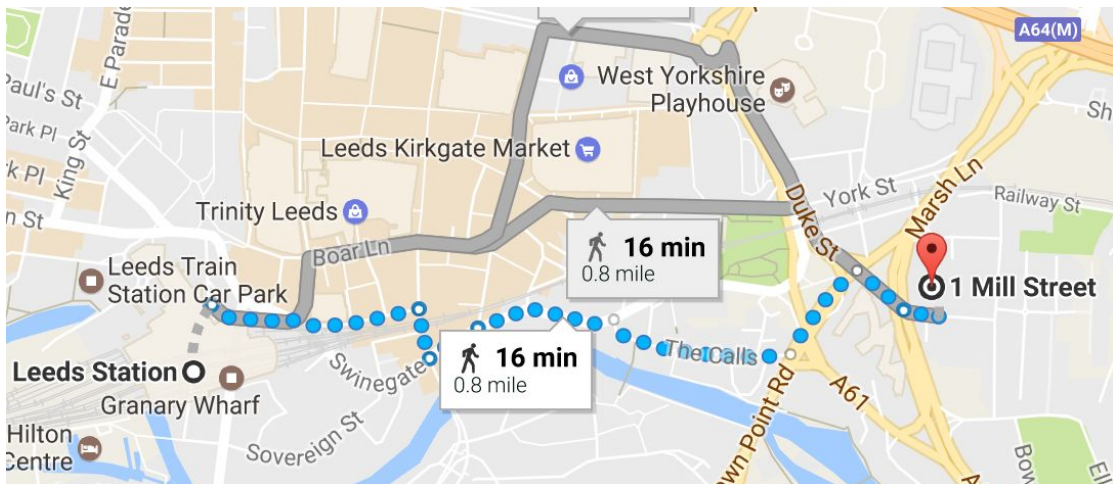 A64(M)
E Parade
Paul's St
Park Pl
King St
West Yorkshire
Playhouse
Sh
Leeds Kirkgate Market
k Pl
Marsh Ln
York St
Railway St
Trinity Leeds
n St
Duke St
Boar Ln
16 min
0.8 mile
Leeds Train
Station Car Park
1 Mill Street
16 min
0.8 mile
The Calls
Leeds Station
Swinegate
Granary Wharf
A61
own Point Rd
Hilton
Centre
Sovereign St
Bow
El
A